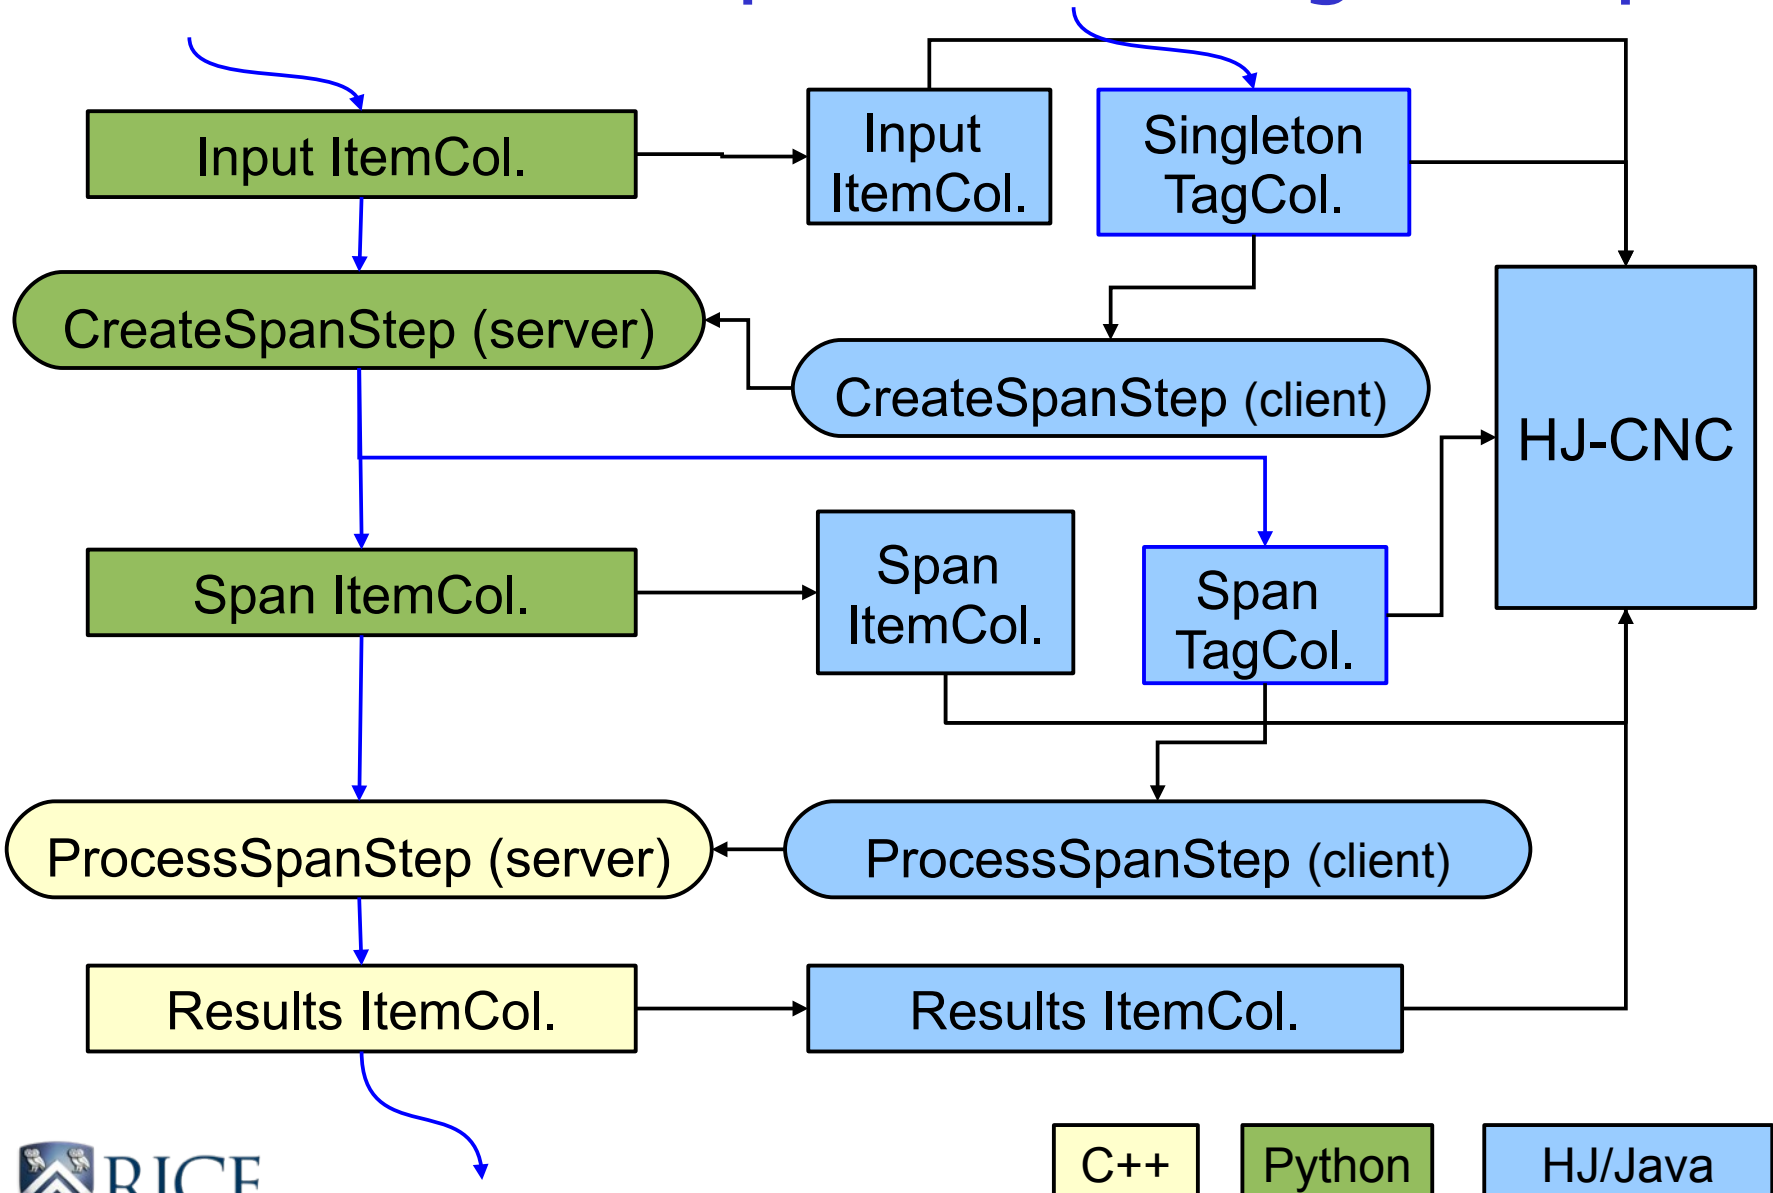 Input ItemCol.
Input
ItemCol.
Singleton
TagCol.
CreateSpanStep (server)
CreateSpanStep (client)
HJ-CNC
Span ItemCol.
Span
ItemCol.
Span
TagCol.
ProcessSpanStep (server)
ProcessSpanStep (client)
Results ItemCol.
Results ItemCol.
RICE
C++
Python
HJ/Java